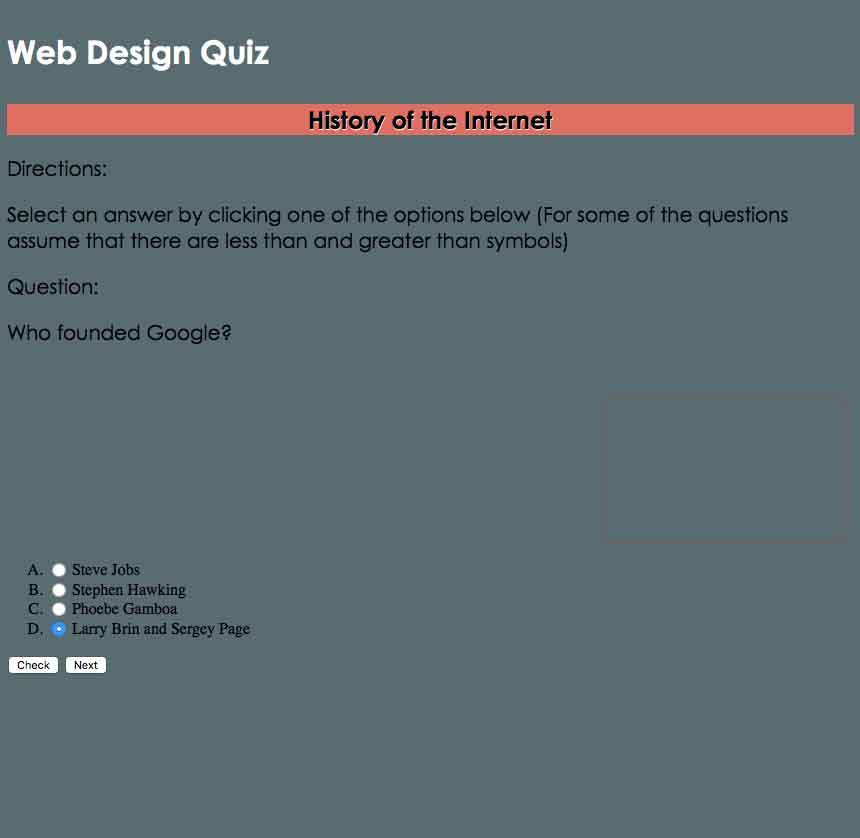 Web Design Quiz
History of the Internet
Directions:
Select an answer by clicking one of the options below (For some of the questions
assume that there are less than and greater than symbols)
Question:
Who founded Google?
A. Steve Jobs
B. Stephen Hawking
C. Phoebe Gamboa
D. Larry Brin and Sergey Page
Check Next